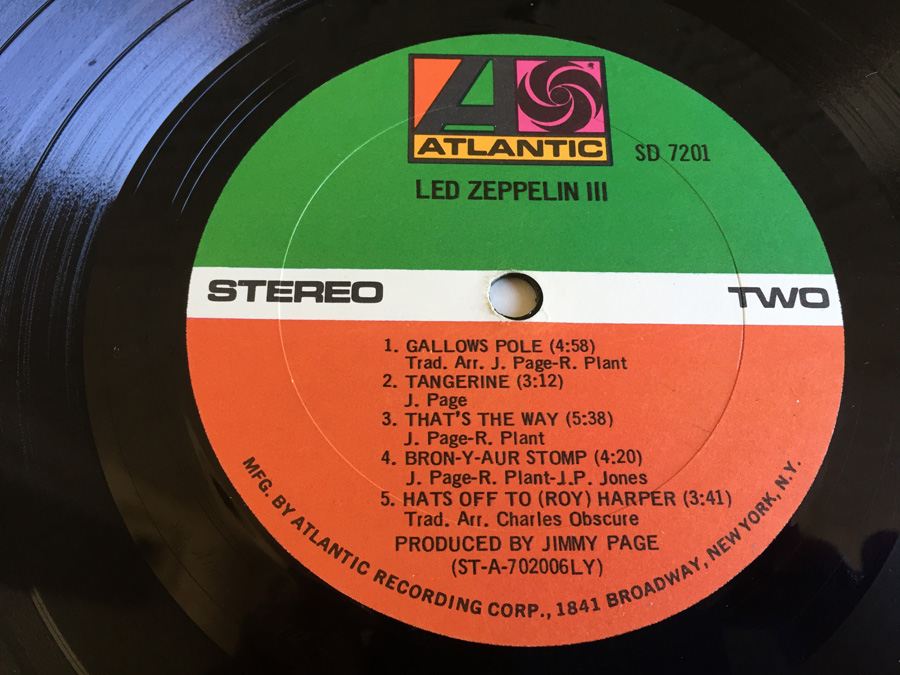 ATLANTIC
SD 7201
LED ZEPPELIN III
STEREO
TWO
1. GALLOWS POLE (4:58)
Trad. Arr. J. Page-R. Plant
2. TANGERINE (3:12)
J. Page
3. THAT'S THE WAY (5:38)
J. Page-R. Plant
4. BRON-Y-AUR STOMP (4:20)
J. Page-R. Plant-J.P. Jones
5. HATS OFF TO (ROY) HARPER (3:41)
Trad. Arr. Charles Obscure
PRODUCED BY JIMMY PAGE
(ST-A-702006LY)
MFG. BY ATLANTIC RECORDING CORP., 1841 BROADWAY, NEW YORK, N.Y.